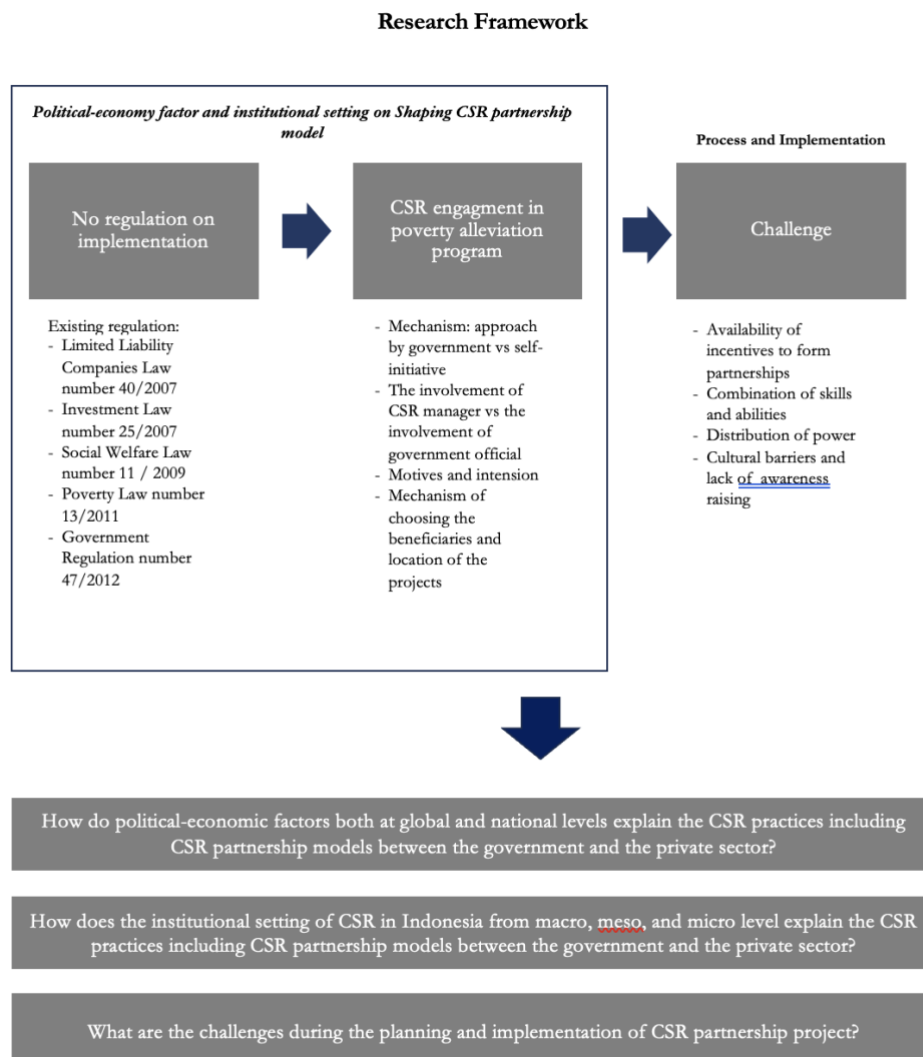 Research Framework
Political-economy factor and institutional setting on Shaping CSR partnership
model
No regulation on
implementation
Existing regulation:
- Limited Liability
Companies Law
number 40/2007
- Investment Law
number 25/2007
- Social Welfare Law
number 11 / 2009
- Poverty Law number
13/2011
- Government
Regulation number
47/2012
CSR engagment in
poverty alleviation
program
- Mechanism: approach
by government vs self-
initiative
- The involvement of
CSR manager vs the
involvement of
government official
- Motives and intension
- Mechanism of
choosing the
beneficiaries and
location of the
projects
Process and Implementation
Challenge
- Availability of
incentives to form
partnerships
- Combination of skills
and abilities
- Distribution of power
- Cultural barriers and
lack of awareness
raising
How do political-economic factors both at global and national levels explain the CSR practices including
CSR partnership models between the government and the private sector?
How does the institutional setting of CSR in Indonesia from macro, meso, and micro level explain the CSR
practices including CSR partnership models between the government and the private sector?
What are the challenges during the planning and implementation of CSR partnership project?